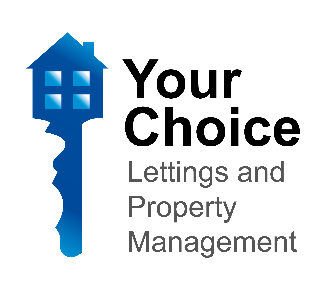 Your
Choice
Lettings and
Property
Management